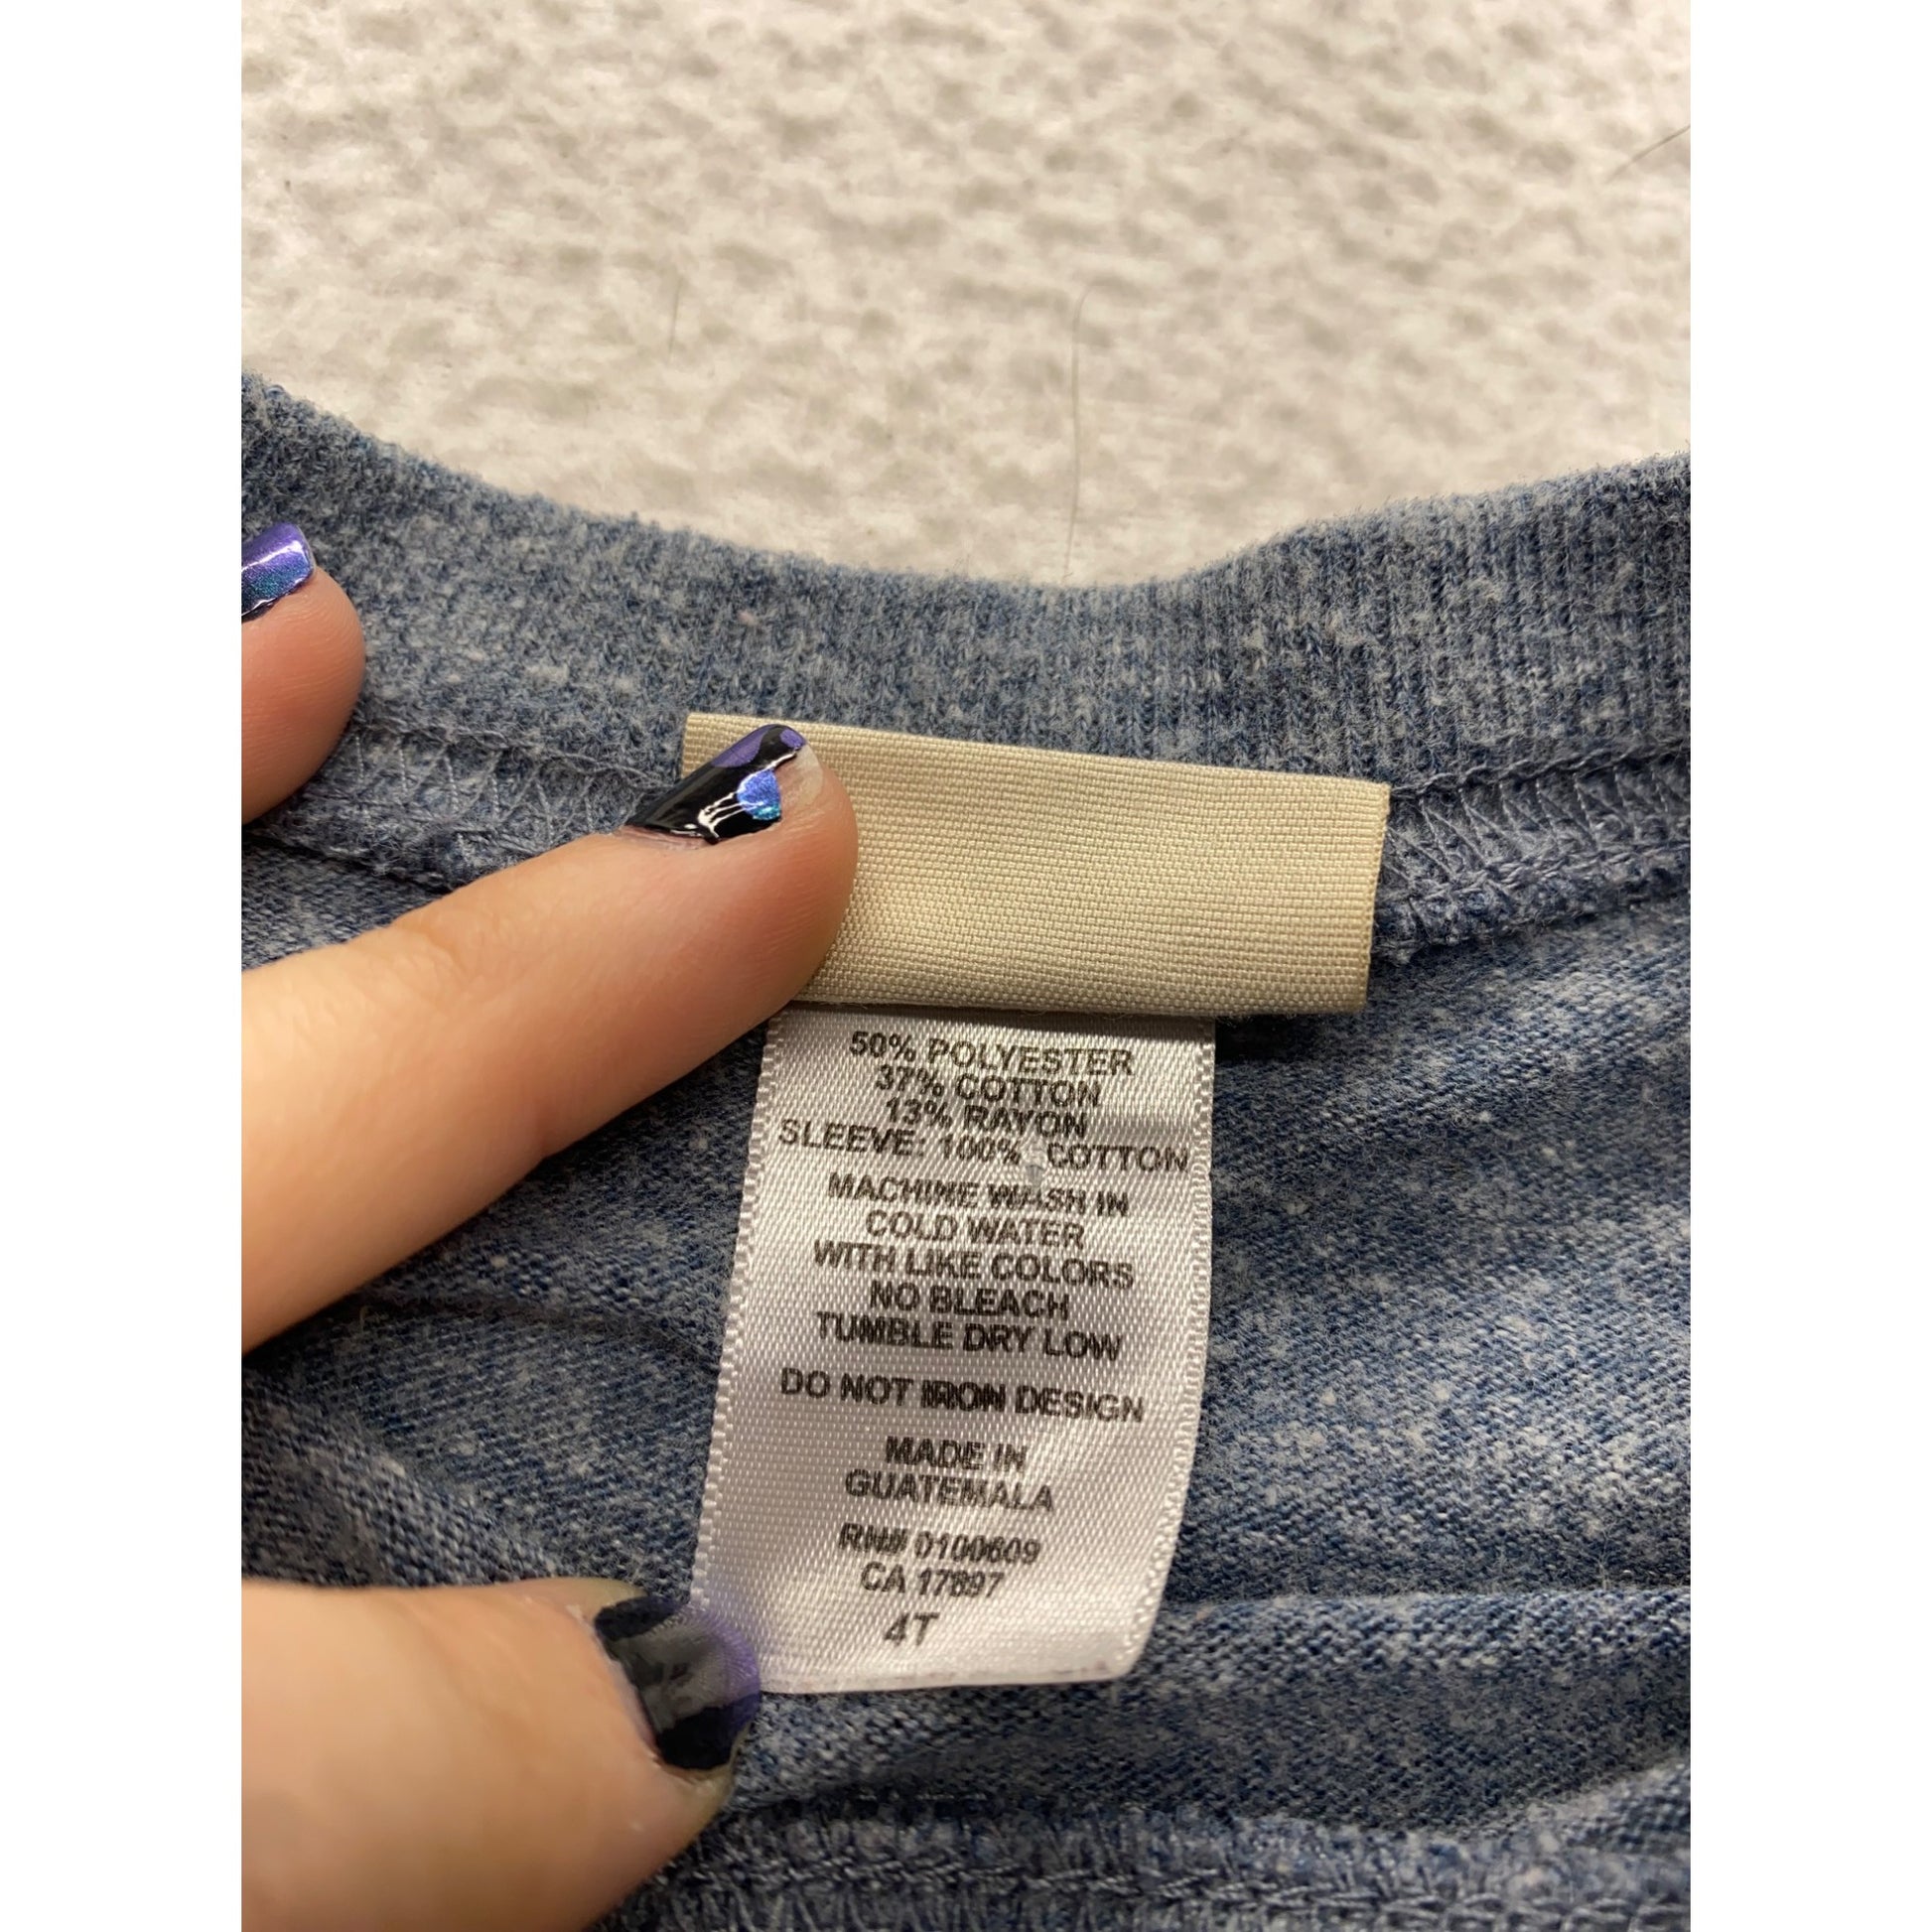 50% POLYESTER
37% COTTON
13% RAYON
SLEEVE: 100% COTTON
MACHINE WASH IN
COLD WATER
WITH LIKE COLORS
NO BLEACH
TUMBLE DRY LOW
DO NOT IRON DESIGN
MADE IN
GUATEMALA
RN# 0100609
CA 17897
4T